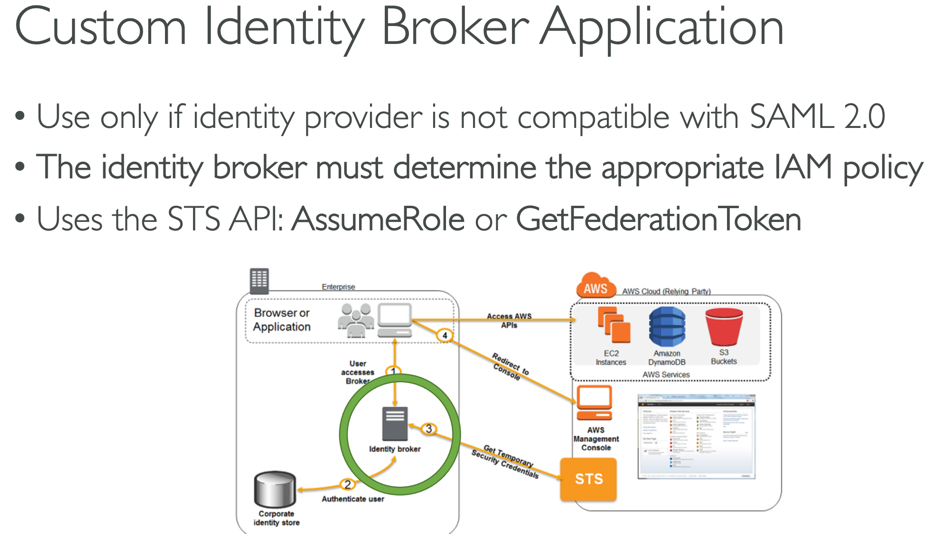 Custom Identity Broker Application
• Use only if identity provider is not compatible with SAML 2.0
• The identity broker must determine the appropriate IAM policy
• Uses the STS API: AssumeRole or GetFederationToken
Enterprise
Browser or
Application
User
accesses
Broker
1
Identity broker
2
Authenticate user
Corporate
identity store
3
Get Temporary
Security Credentials
4
Access AWS
APIs
Redirect to
Console
AWS
AWS Cloud (Relying Party)
EC2
Instances
Amazon
DynamoDB
S3
Buckets
AWS Services
AWS
Management
Console
STS